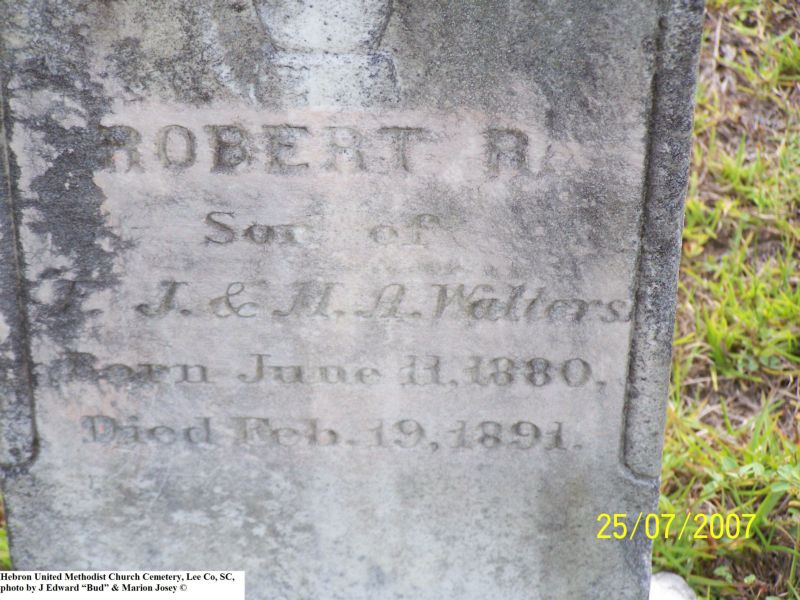 ROBERT R.
Son of
J. & M. A. Walters
Born June 11, 1880,
Died Feb. 19, 1891.
25/07/2007
Hebron United Methodist Church Cemetery, Lee Co, SC,
photo by J Edward “Bud” & Marion Josey ©